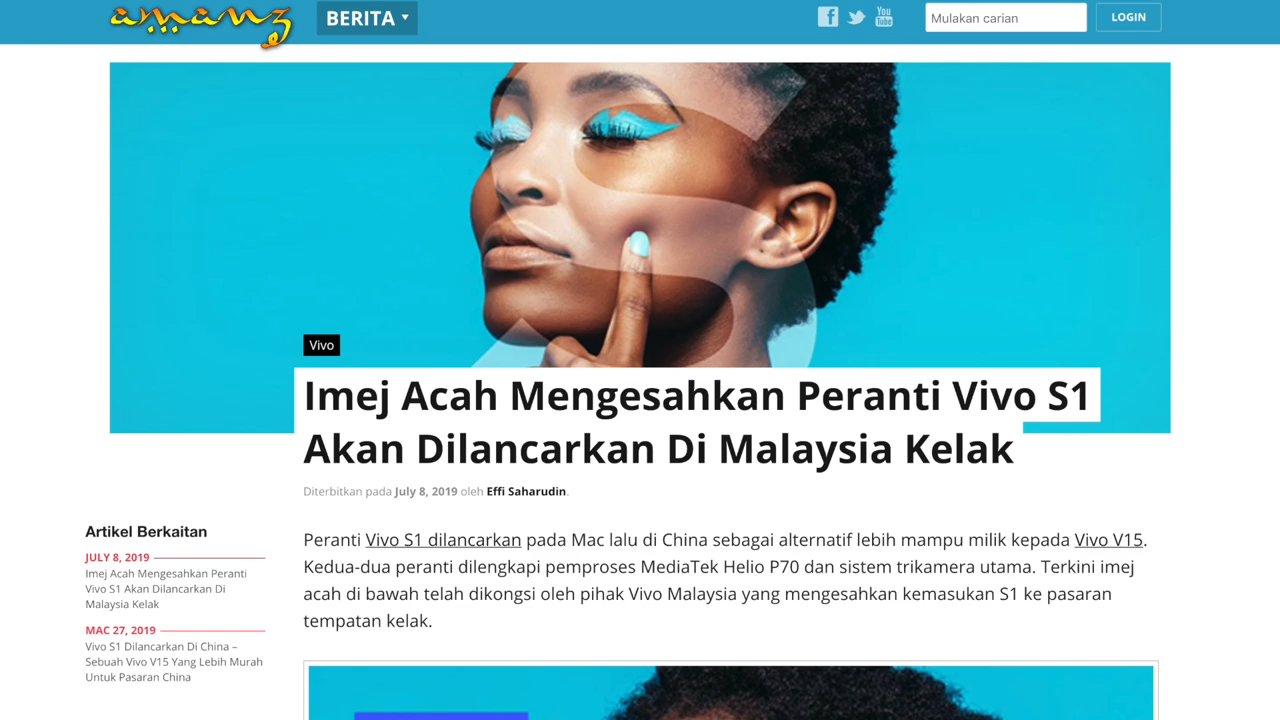 amanz
BERITA
You
Tube
Mulakan carian
LOGIN
Vivo
Imej Acah Mengesahkan Peranti Vivo S1
Akan Dilancarkan Di Malaysia Kelak
Diterbitkan pada July 8, 2019 oleh Effi Saharudin.
Artikel Berkaitan
JULY 8, 2019
Imej Acah Mengesahkan Peranti
Vivo S1 Akan Dilancarkan Di
Malaysia Kelak
MAC 27, 2019
Vivo S1 Dilancarkan Di China –
Sebuah Vivo V15 Yang Lebih Murah
Untuk Pasaran China
Peranti Vivo S1 dilancarkan pada Mac lalu di China sebagai alternatif lebih mampu milik kepada Vivo V15.
Kedua-dua peranti dilengkapi pemproses MediaTek Helio P70 dan sistem trikamera utama. Terkini imej
acah di bawah telah dikongsi oleh pihak Vivo Malaysia yang mengesahkan kemasukan S1 ke pasaran
tempatan kelak.